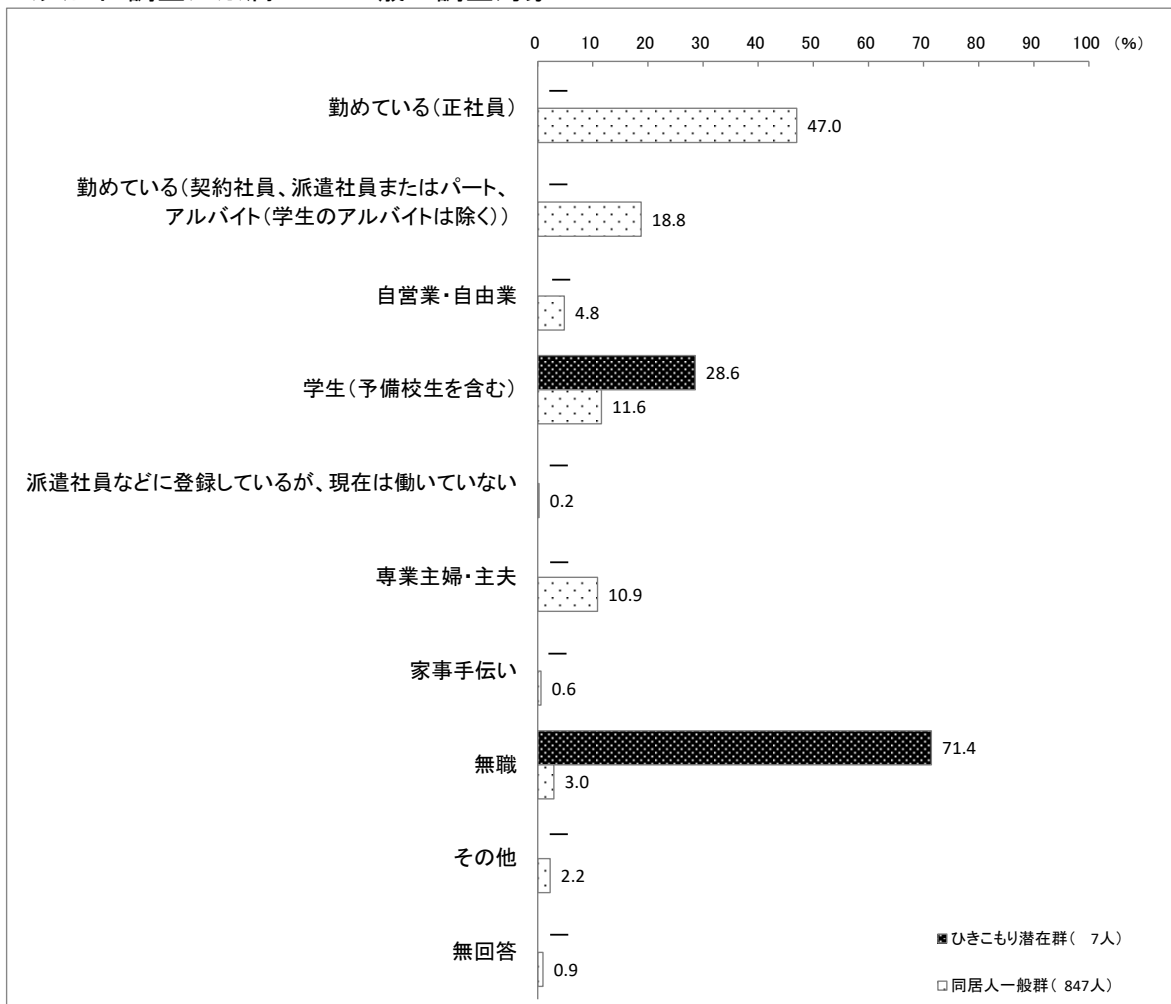 0 10 20 30 40 50 60 70 80 90 100 (%)
勤めている(正社員)
―
47.0
勤めている(契約社員、派遣社員またはパート、
アルバイト(学生のアルバイトは除く))
―
18.8
自営業・自由業
―
4.8
学生(予備校生を含む)
28.6
11.6
派遣社員などに登録しているが、現在は働いていない
―
0.2
専業主婦・主夫
―
10.9
家事手伝い
―
0.6
無職
71.4
3.0
その他
―
2.2
無回答
―
0.9
ひきこもり潜在群( 7人)
同居人一般群( 847人)